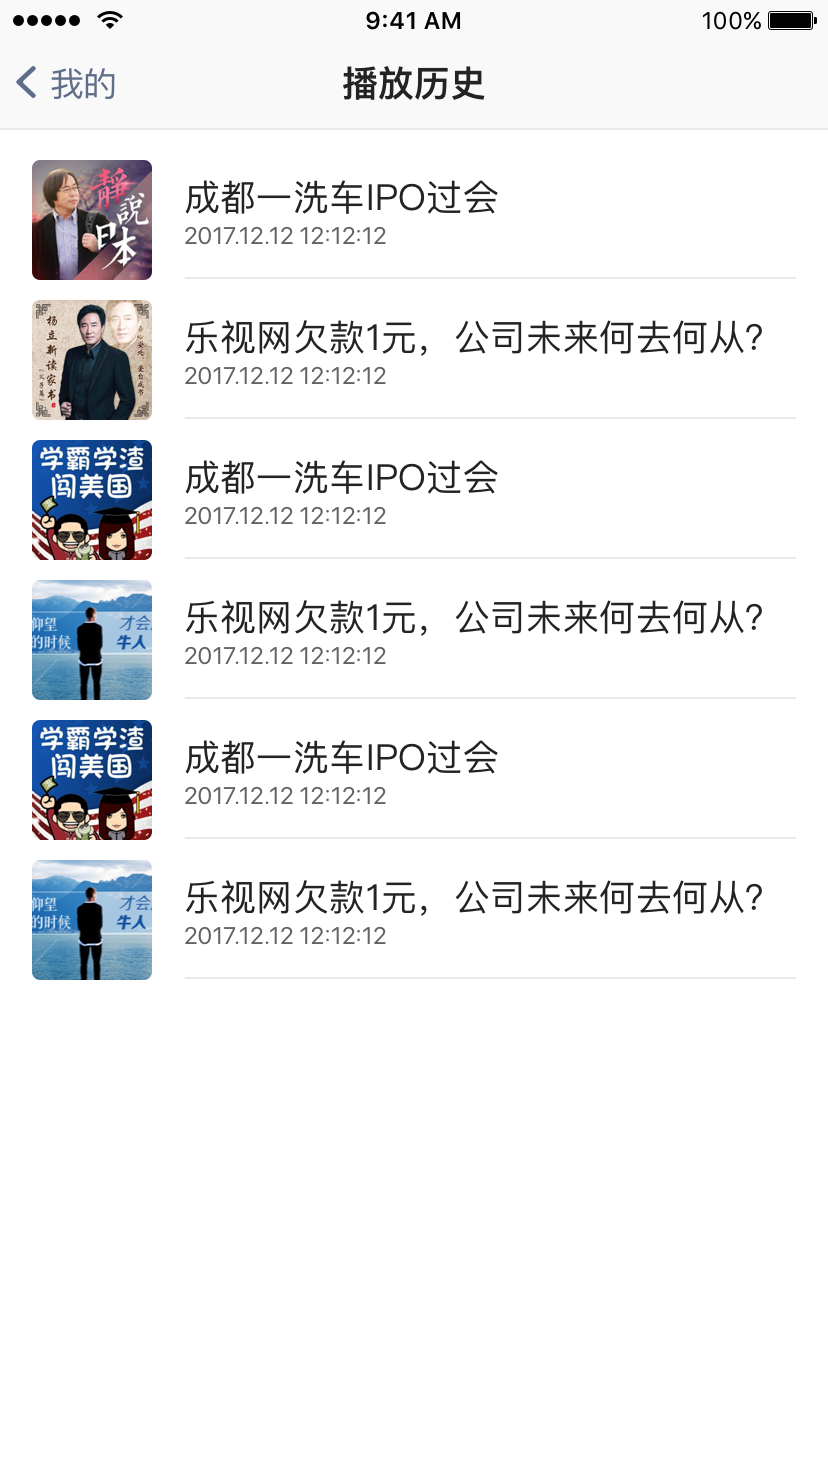 9:41 AM
100%
我的
播放历史
靜說日本
成都一洗车IPO过会
2017.12.12 12:12:12
杨立新读家书
(父子篇)
乐视网欠款1元，公司未来何去何从？
2017.12.12 12:12:12
学霸学渣
闯美国
成都一洗车IPO过会
2017.12.12 12:12:12
仰望
的时候
才会
牛人
乐视网欠款1元，公司未来何去何从？
2017.12.12 12:12:12
学霸学渣
闯美国
成都一洗车IPO过会
2017.12.12 12:12:12
仰望
的时候
才会
牛人
乐视网欠款1元，公司未来何去何从？
2017.12.12 12:12:12